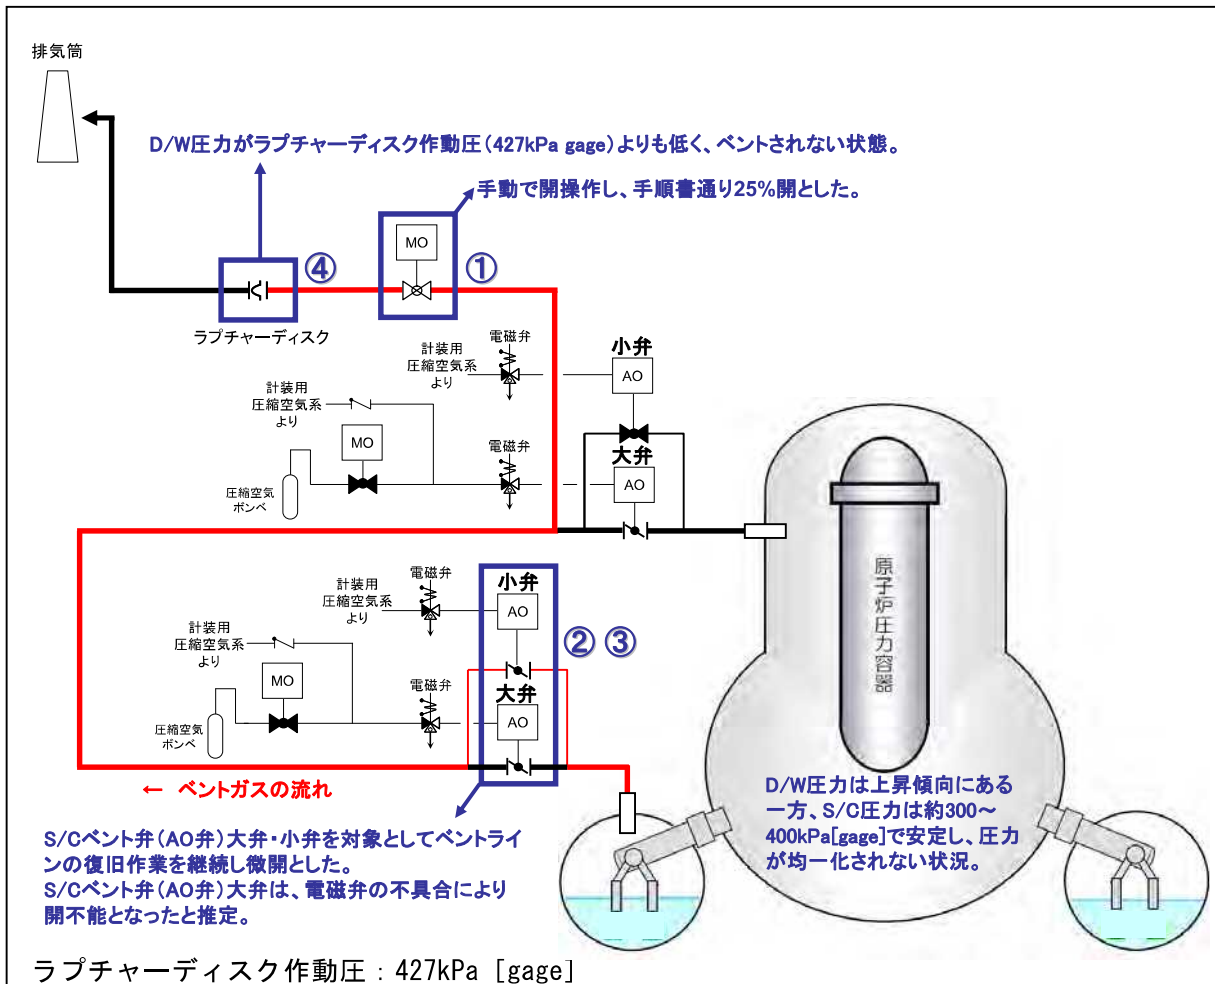 排気筒
D/W圧力がラプチャーディスク作動圧(427kPa gage)よりも低く、ベントされない状態。
手動で開操作し、手順書通り25%開とした。
MO
④
①
ラプチャーディスク
計装用
圧縮空気系
より
電磁弁
小弁
AO
計装用
圧縮空気系
より
MO
電磁弁
大弁
AO
圧縮空気
ボンベ
原子炉圧力容器
計装用
圧縮空気系
より
電磁弁
小弁
AO
② ③
計装用
圧縮空気系
より
MO
電磁弁
大弁
AO
圧縮空気
ボンベ
← ベントガスの流れ
D/W圧力は上昇傾向にある
一方、S/C圧力は約300～
400kPa[gage]で安定し、圧力
が均一化されない状況。
S/Cベント弁(AO弁)大弁・小弁を対象としてベントライ
ンの復旧作業を継続し微開とした。
S/Cベント弁(AO弁)大弁は、電磁弁の不具合により
開不能となったと推定。
ラプチャーディスク作動圧：427kPa [gage]